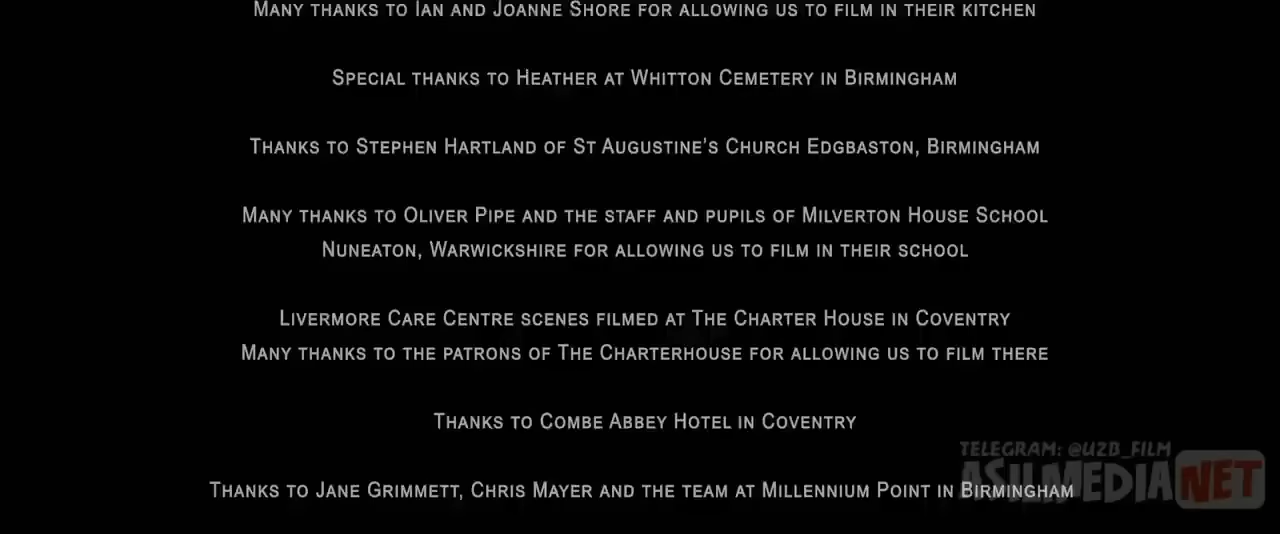 Many thanks to Ian and Joanne Shore for allowing us to film in their kitchen
Special thanks to Heather at Whitton Cemetery in Birmingham
Thanks to Stephen Hartland of St Augustine's Church Edgbaston, Birmingham
Many thanks to Oliver Pipe and the staff and pupils of Milverton House School
Nuneaton, Warwickshire for allowing us to film in their school
Livermore Care Centre scenes filmed at The Charter House in Coventry
Many thanks to the patrons of The Charterhouse for allowing us to film there
Thanks to Combe Abbey Hotel in Coventry
TELEGRAM: @UZB_FILM
ASILMEDIA NET
Thanks to Jane Grimmett, Chris Mayer and the team at Millennium Point in Birmingham